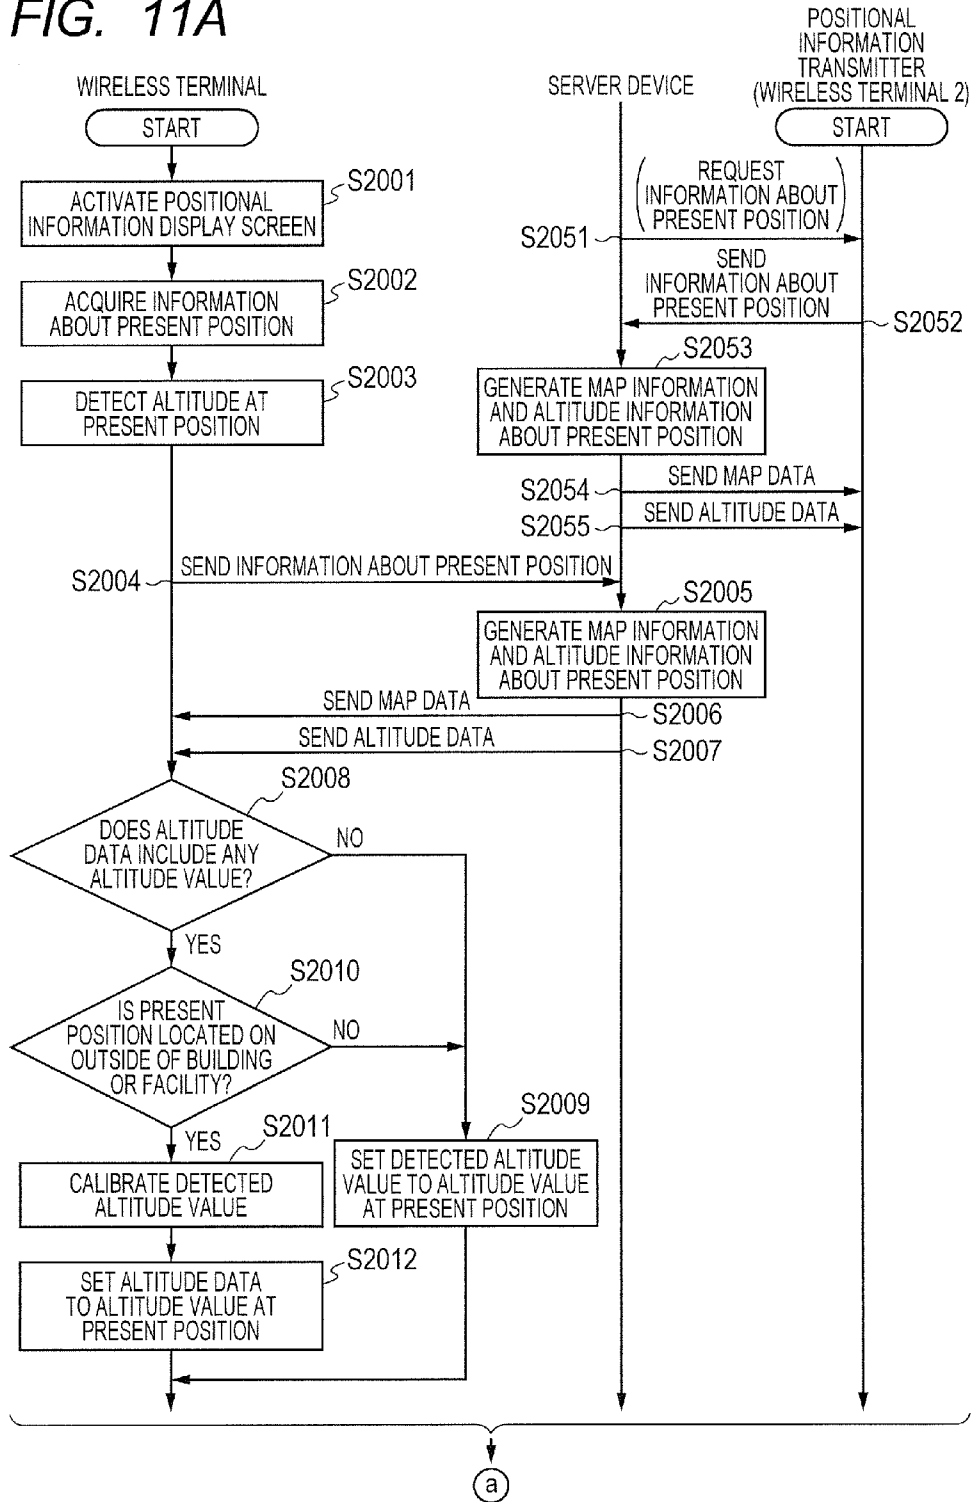 FIG. 11A
WIRELESS TERMINAL
SERVER DEVICE
POSITIONAL
INFORMATION
TRANSMITTER
(WIRELESS TERMINAL 2)
START
START
S2001
ACTIVATE POSITIONAL
INFORMATION DISPLAY SCREEN
(REQUEST
INFORMATION ABOUT
PRESENT POSITION)
S2051
S2002
ACQUIRE INFORMATION
ABOUT PRESENT POSITION
SEND
INFORMATION ABOUT
PRESENT POSITION
S2052
S2003
DETECT ALTITUDE AT
PRESENT POSITION
S2053
GENERATE MAP INFORMATION
AND ALTITUDE INFORMATION
ABOUT PRESENT POSITION
S2054
SEND MAP DATA
S2055
SEND ALTITUDE DATA
S2004
SEND INFORMATION ABOUT PRESENT POSITION
S2005
GENERATE MAP INFORMATION
AND ALTITUDE INFORMATION
ABOUT PRESENT POSITION
SEND MAP DATA
S2006
SEND ALTITUDE DATA
S2007
S2008
DOES ALTITUDE
DATA INCLUDE ANY
ALTITUDE VALUE?
NO
YES
S2010
IS PRESENT
POSITION LOCATED ON
OUTSIDE OF BUILDING
OR FACILITY?
NO
YES
S2011
CALIBRATE DETECTED
ALTITUDE VALUE
S2009
SET DETECTED ALTITUDE
VALUE TO ALTITUDE VALUE
AT PRESENT POSITION
S2012
SET ALTITUDE DATA
TO ALTITUDE VALUE AT
PRESENT POSITION
a